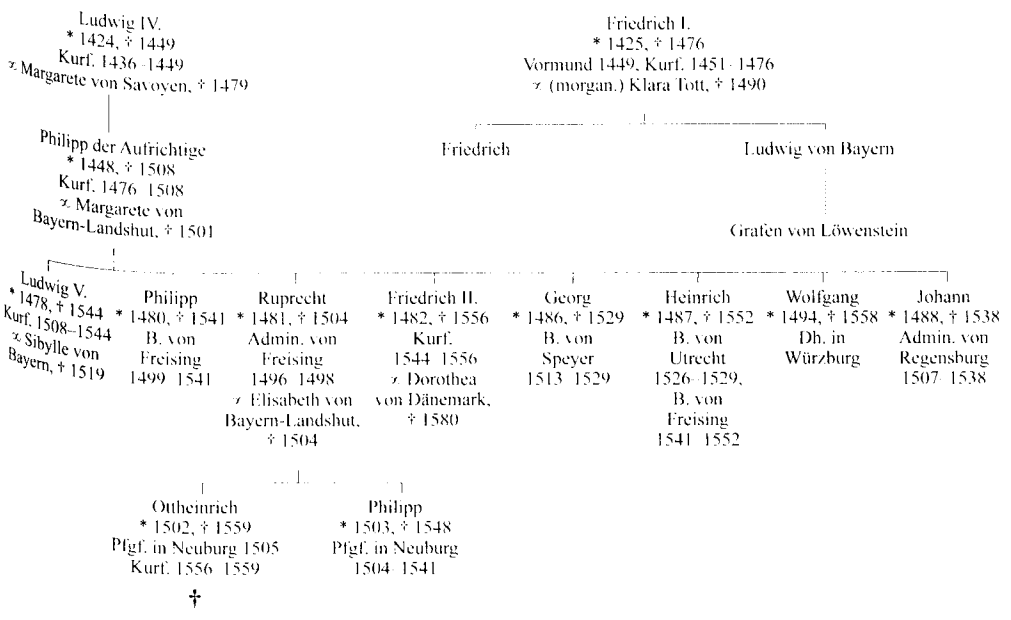 Ludwig IV.
* 1424, † 1449
Kurf. 1436–1449
⚭ Margarete von Savoyen, † 1479
Friedrich I.
* 1425, † 1476
Vormund 1449, Kurf. 1451–1476
⚭ (morgan.) Klara Tott, † 1490
Philipp der Aufrichtige
* 1448, † 1508
Kurf. 1476–1508
⚭ Margarete von
Bayern-Landshut, † 1501
Friedrich
Ludwig von Bayern
Grafen von Löwenstein
Ludwig V.
* 1478, † 1544
Kurf. 1508–1544
⚭ Sibylle von
Bayern, † 1519
Philipp
* 1480, † 1541
B. von
Freising
1499–1541
Ruprecht
* 1481, † 1504
Admin. von
Freising
1496–1498
⚭ Elisabeth von
Bayern-Landshut,
† 1504
Friedrich II.
* 1482, † 1556
Kurf.
1544–1556
⚭ Dorothea
von Dänemark,
† 1580
Georg
* 1486, † 1529
B. von
Speyer
1513–1529
Heinrich
* 1487, † 1552
B. von
Utrecht
1526–1529,
B. von
Freising
1541–1552
Wolfgang
* 1494, † 1558
Dh. in
Würzburg
Johann
* 1488, † 1538
Admin. von
Regensburg
1507–1538
Ottheinrich
* 1502, † 1559
Pfgf. in Neuburg 1505
Kurf. 1556–1559
†
Philipp
* 1503, † 1548
Pfgf. in Neuburg
1504–1541